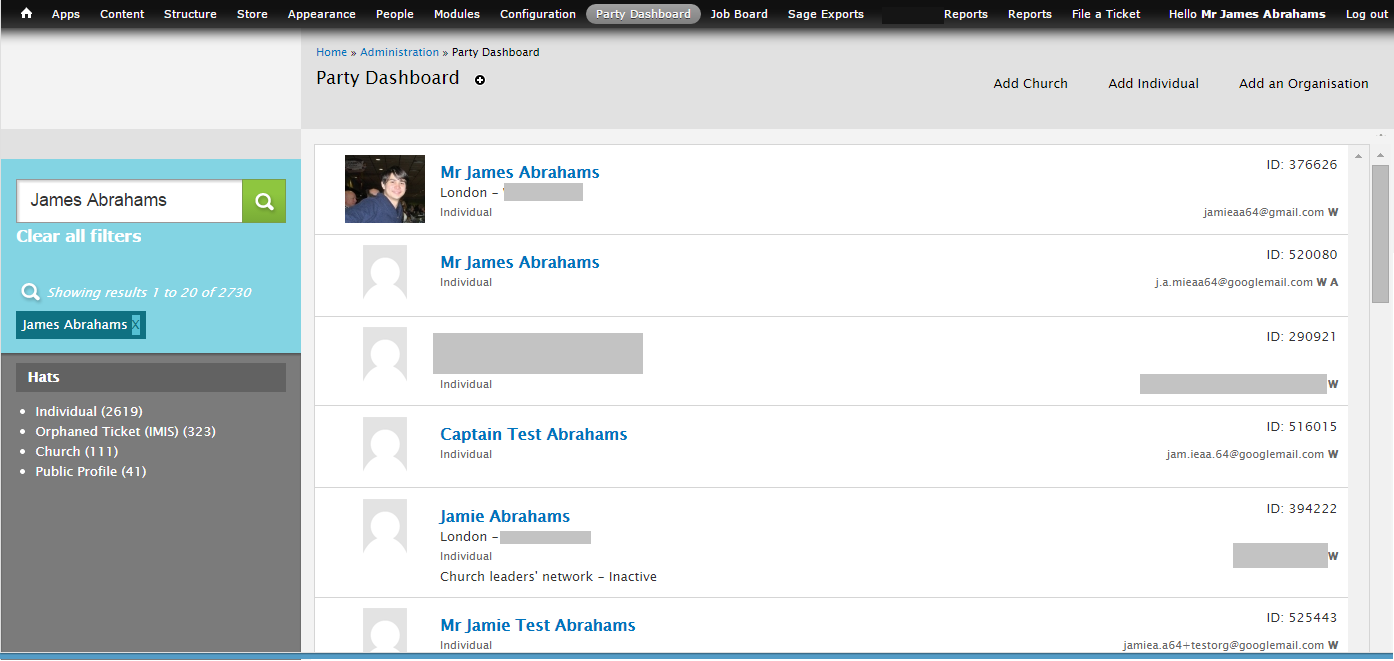 Apps Content Structure Store Appearance People Modules Configuration Party Dashboard Job Board Sage Exports Reports Reports File a Ticket Hello Mr James Abrahams Log out
Home » Administration » Party Dashboard
Party Dashboard
Add Church Add Individual Add an Organisation
James Abrahams
Clear all filters
Showing results 1 to 20 of 2730
James Abrahams X
Hats
Individual (2619)
Orphaned Ticket (IMIS) (323)
Church (111)
Public Profile (41)
Mr James Abrahams ID: 376626
London –
Individual jamieaa64@gmail.com W
Mr James Abrahams ID: 520080
Individual j.a.mieaa64@googlemail.com W A
ID: 290921
Individual W
Captain Test Abrahams ID: 516015
Individual jam.ieaa.64@googlemail.com W
Jamie Abrahams ID: 394222
London –
Individual W
Church leaders' network – Inactive
Mr Jamie Test Abrahams ID: 525443
Individual jamiea.a64+testorg@googlemail.com W